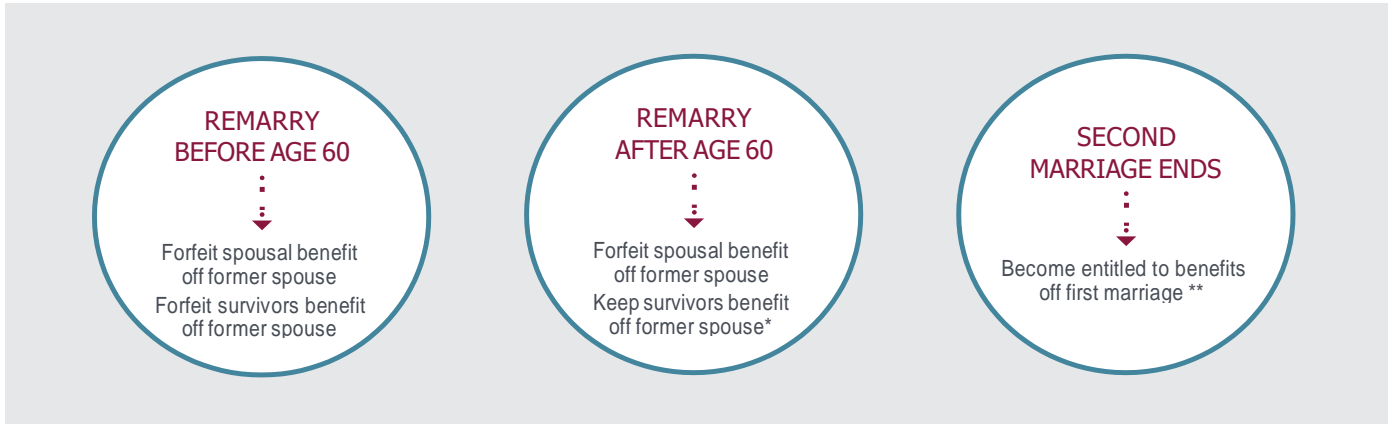 REMARRY
BEFORE AGE 60
Forfeit spousal benefit
off former spouse
Forfeit survivors benefit
off former spouse
REMARRY
AFTER AGE 60
Forfeit spousal benefit
off former spouse
Keep survivors benefit
off former spouse*
SECOND
MARRIAGE ENDS
Become entitled to benefits
off first marriage **